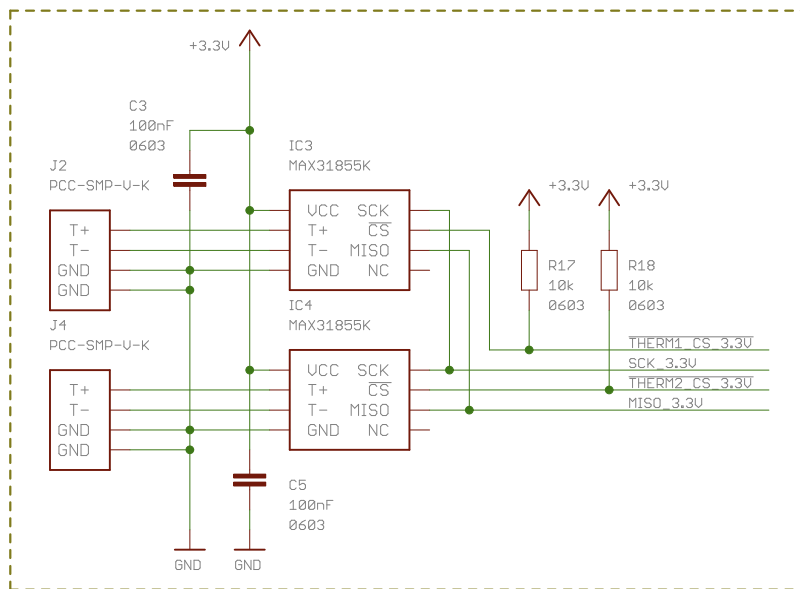 +3.3V
C3
100nF
0603
J2
PCC-SMP-V-K
T+
T-
GND
GND
IC3
MAX31855K
VCC SCK
T+ CS
T- MISO
GND NC
+3.3V
+3.3V
R17
10k
0603
R18
10k
0603
J4
PCC-SMP-V-K
T+
T-
GND
GND
IC4
MAX31855K
VCC SCK
T+ CS
T- MISO
GND NC
THERM1_CS_3.3V
SCK_3.3V
THERM2_CS_3.3V
MISO_3.3V
C5
100nF
0603
GND
GND